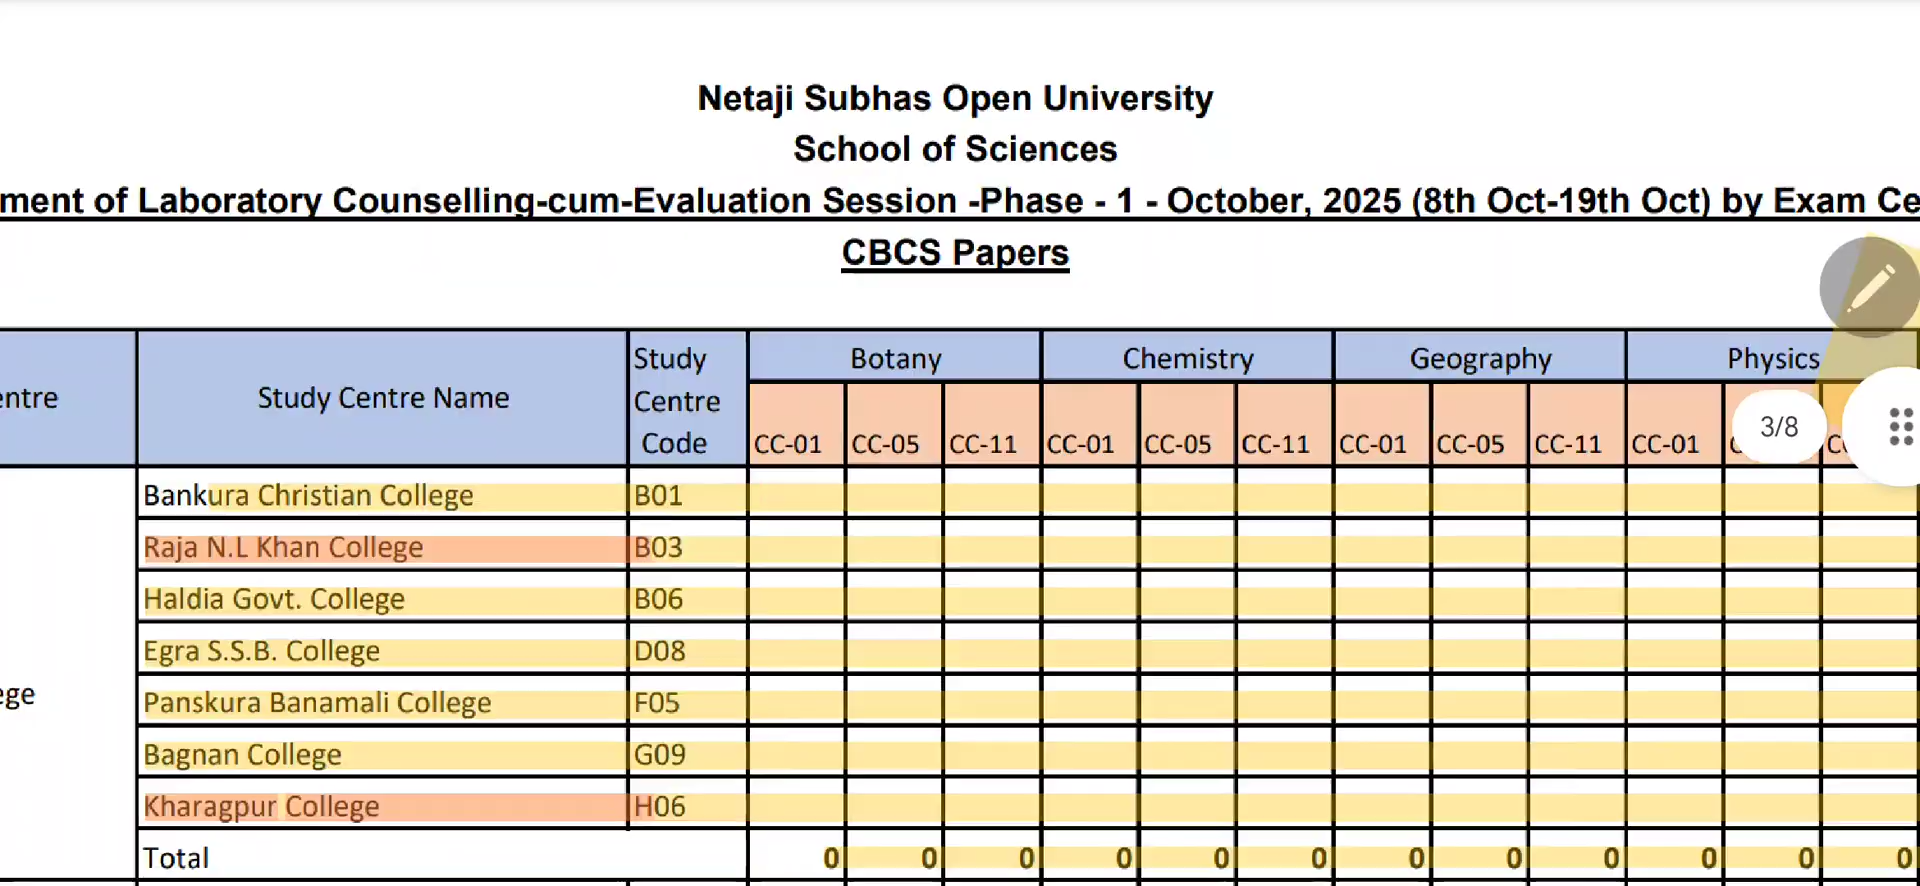 Netaji Subhas Open University
School of Sciences
ment of Laboratory Counselling-cum-Evaluation Session -Phase - 1 - October, 2025 (8th Oct-19th Oct) by Exam Ce
CBCS Papers
entre Study Centre Name Study Centre Code Botany Chemistry Geography Physics
CC-01 CC-05 CC-11 CC-01 CC-05 CC-11 CC-01 CC-05 CC-11 CC-01
3/8
Bankura Christian College B01
Raja N.L Khan College B03
Haldia Govt. College B06
Egra S.S.B. College D08
ege
Panskura Banamali College F05
Bagnan College G09
Kharagpur College H06
Total 0 0 0 0 0 0 0 0 0 0 0 0